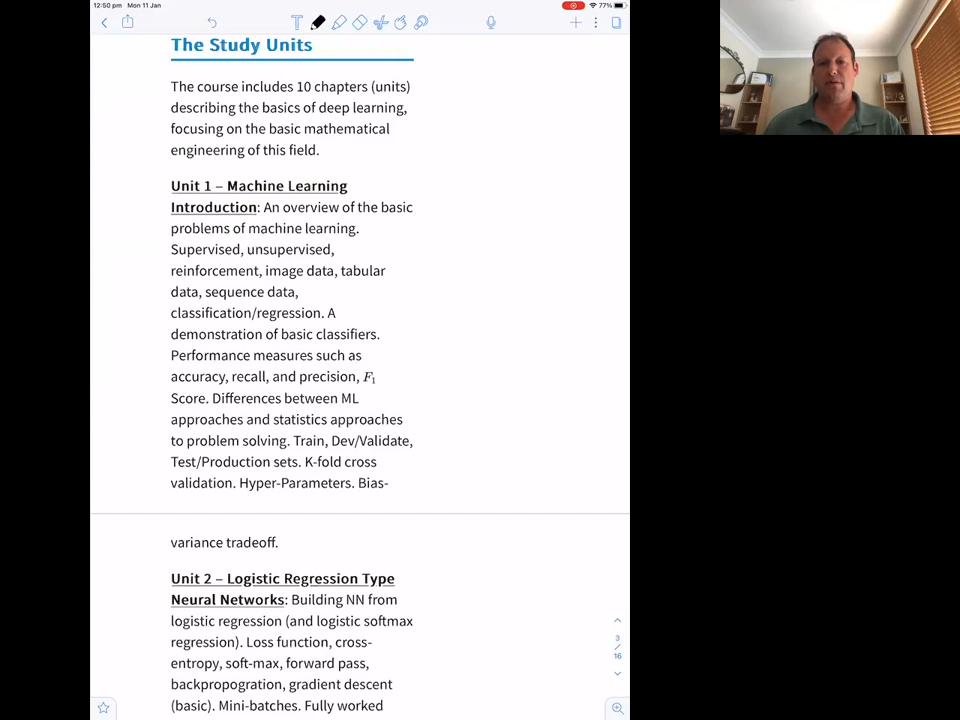 12:50 pm Mon 11 Jan
77%
The Study Units
The course includes 10 chapters (units)
describing the basics of deep learning,
focusing on the basic mathematical
engineering of this field.
Unit 1 – Machine Learning
Introduction: An overview of the basic
problems of machine learning.
Supervised, unsupervised,
reinforcement, image data, tabular
data, sequence data,
classification/regression. A
demonstration of basic classifiers.
Performance measures such as
accuracy, recall, and precision, F₁
Score. Differences between ML
approaches and statistics approaches
to problem solving. Train, Dev/Validate,
Test/Production sets. K-fold cross
validation. Hyper-Parameters. Bias-
variance tradeoff.
Unit 2 – Logistic Regression Type
Neural Networks: Building NN from
logistic regression (and logistic softmax
regression). Loss function, cross-
entropy, soft-max, forward pass,
backpropogration, gradient descent
(basic). Mini-batches. Fully worked
3
/
16